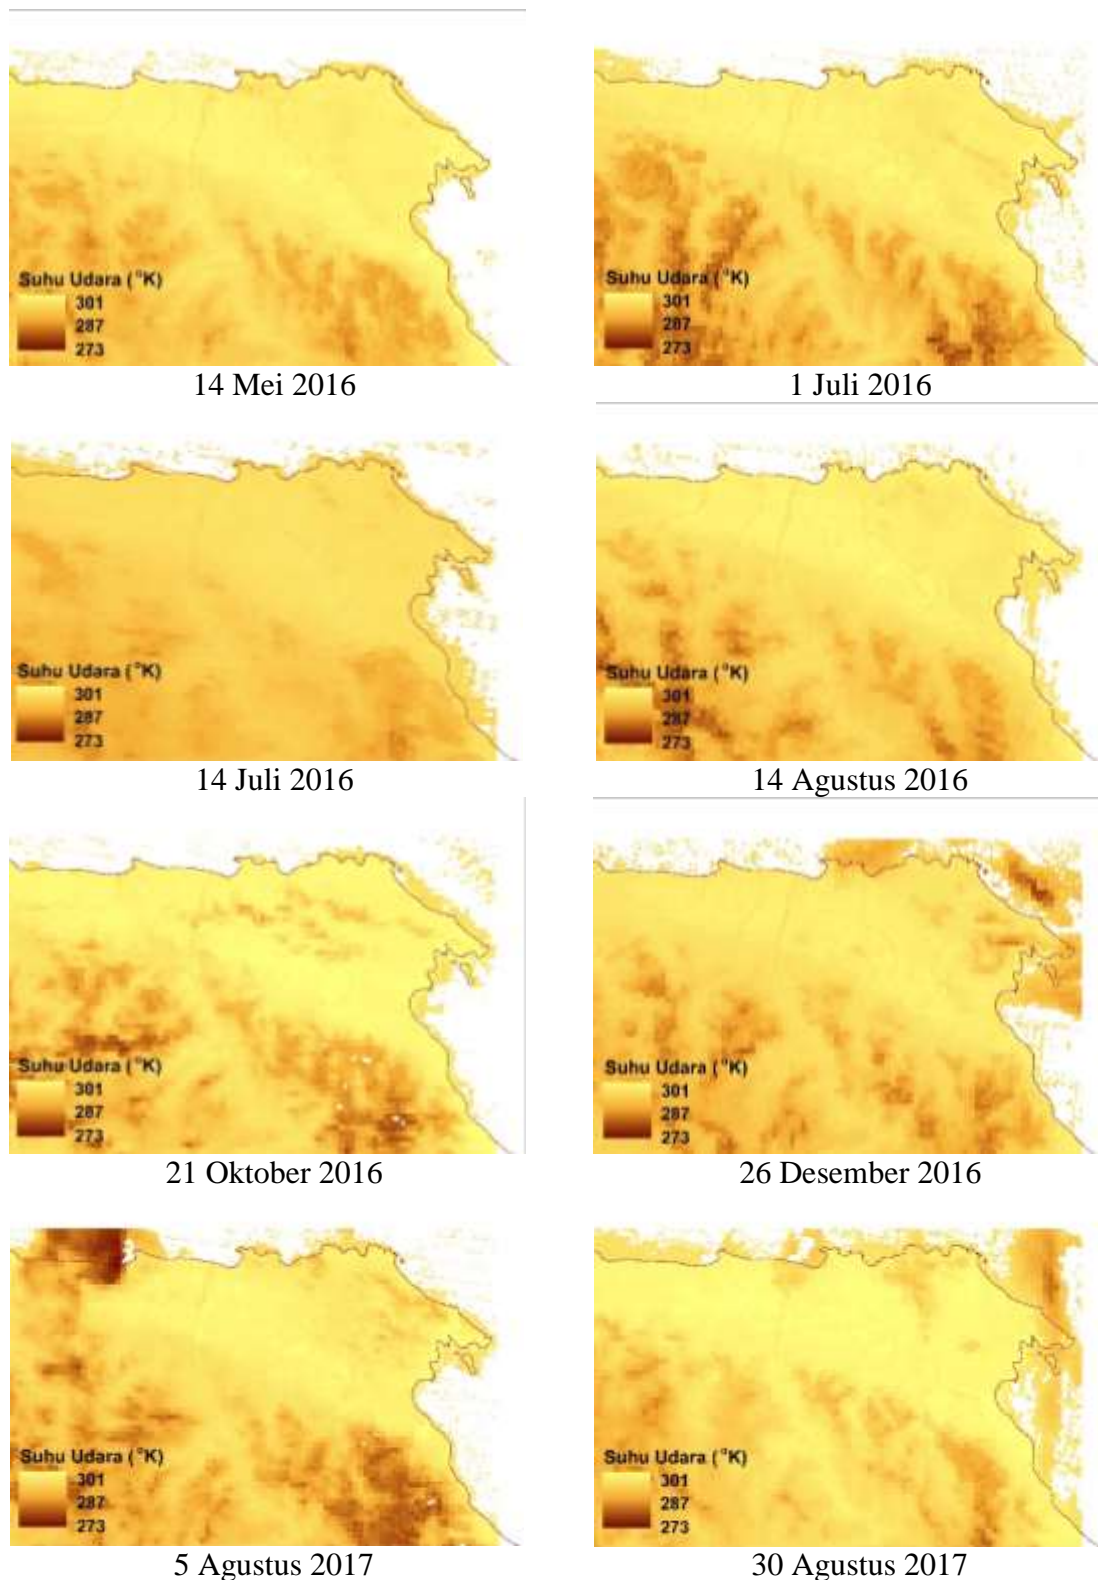 Suhu Udara (°K)
301
287
273
14 Mei 2016
Suhu Udara (°K)
301
287
273
1 Juli 2016
Suhu Udara (°K)
301
287
273
14 Juli 2016
Suhu Udara (°K)
301
287
273
14 Agustus 2016
Suhu Udara (°K)
301
287
273
21 Oktober 2016
Suhu Udara (°K)
301
287
273
26 Desember 2016
Suhu Udara (°K)
301
287
273
5 Agustus 2017
Suhu Udara (°K)
301
287
273
30 Agustus 2017